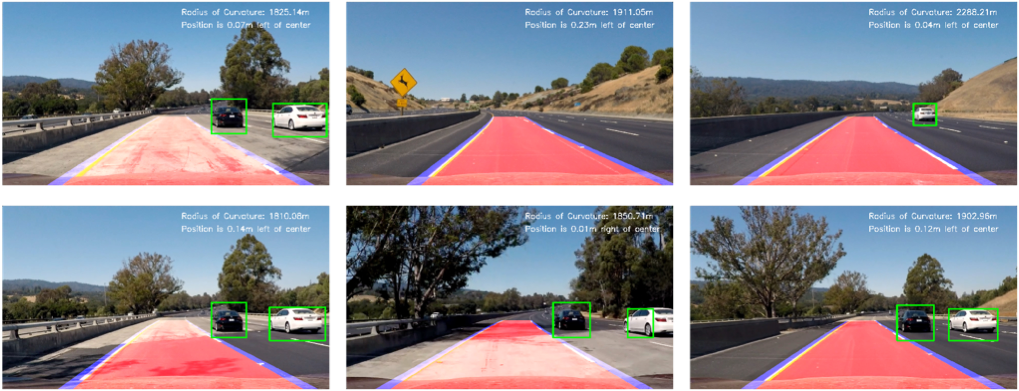 Radius of Curvature: 1825.14m
Position is 0.07m left of center
Radius of Curvature: 1911.05m
Position is 0.23m left of center
Radius of Curvature: 2288.21m
Position is 0.04m left of center
Radius of Curvature: 1810.08m
Position is 0.14m left of center
Radius of Curvature: 1850.71m
Position is 0.01m right of center
Radius of Curvature: 1902.96m
Position is 0.12m left of center